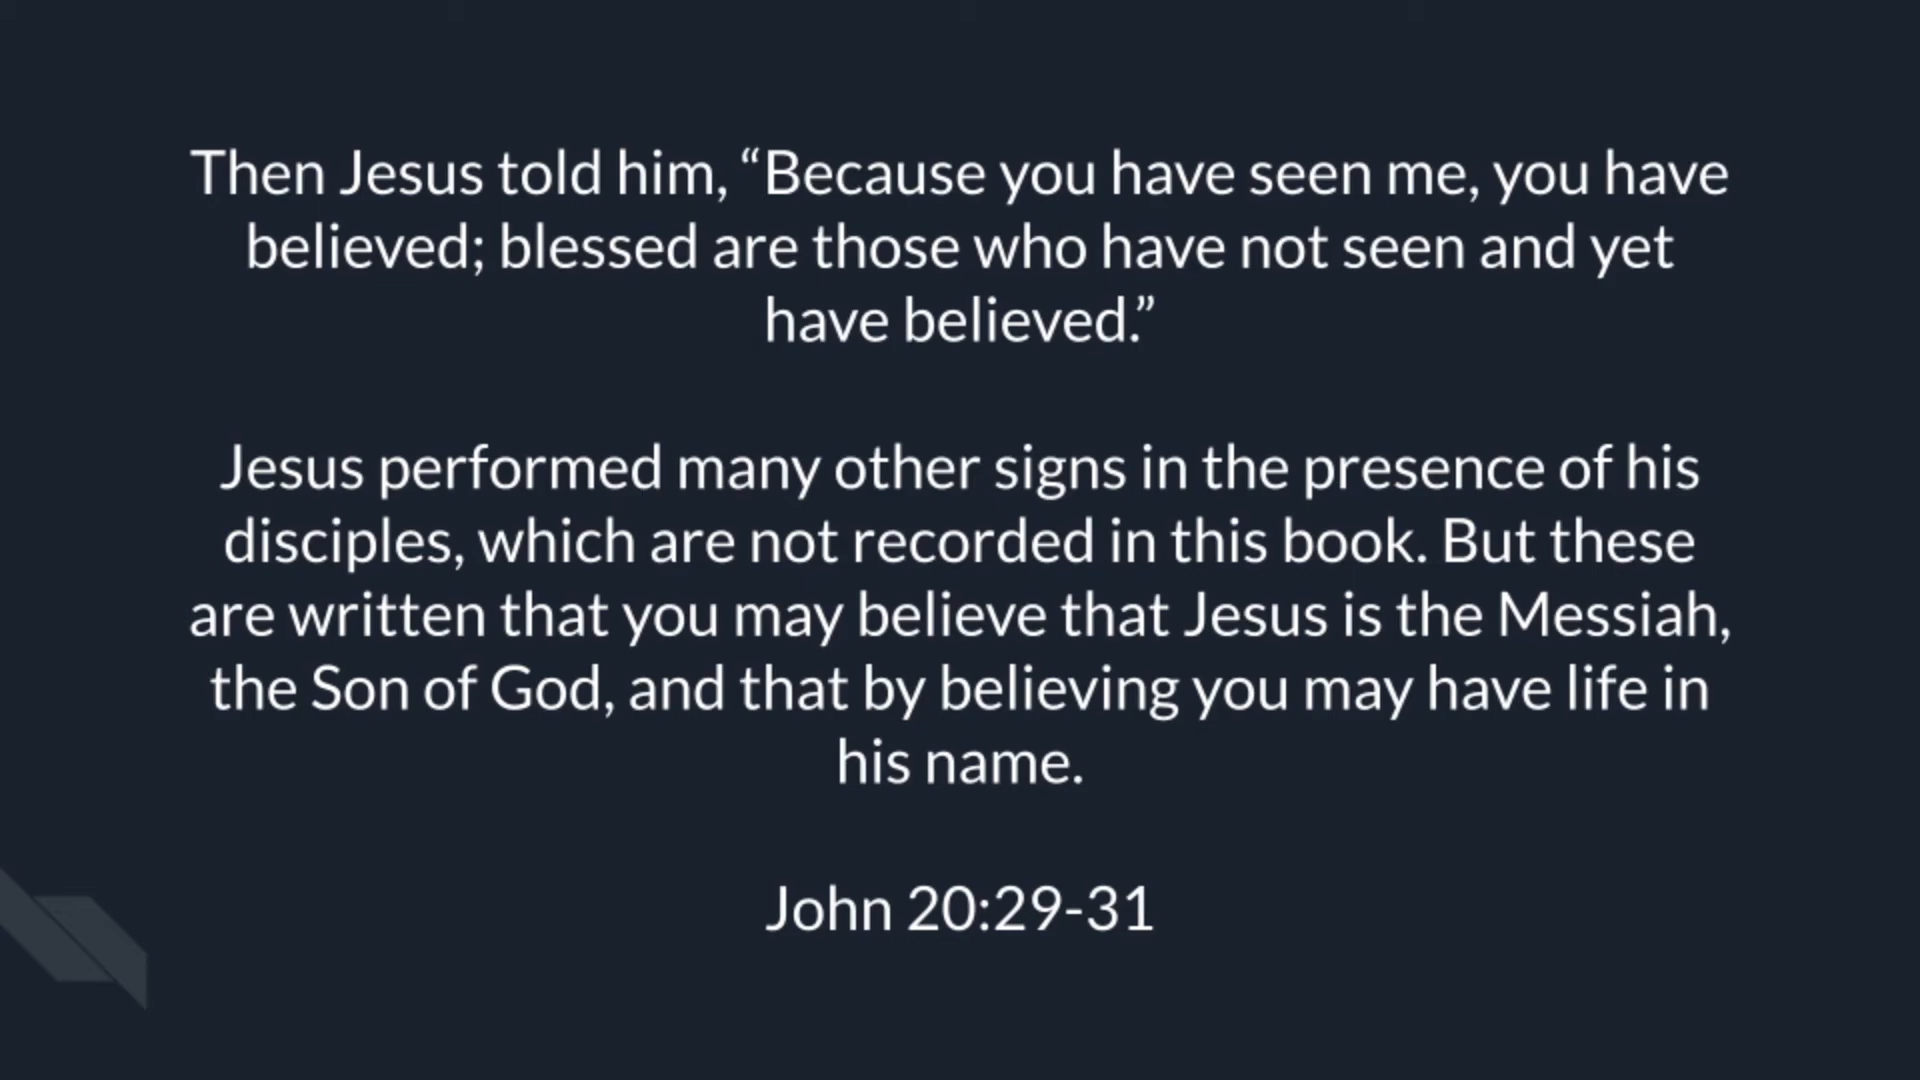 Then Jesus told him, “Because you have seen me, you have
believed; blessed are those who have not seen and yet
have believed.”
Jesus performed many other signs in the presence of his
disciples, which are not recorded in this book. But these
are written that you may believe that Jesus is the Messiah,
the Son of God, and that by believing you may have life in
his name.
John 20:29-31